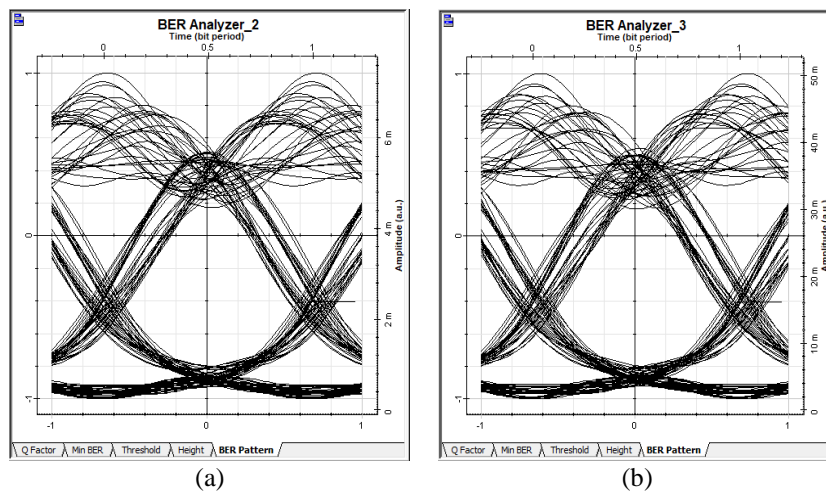 BER Analyzer_2
Time (bit period)
0 0.5 1
1
0
-1
6 m
4 m
2 m
0
Amplitude (a.u.)
-1 0 1
Q Factor Min BER Threshold Height BER Pattern
(a)
BER Analyzer_3
Time (bit period)
0 0.5 1
1
0
-1
50 m
40 m
30 m
20 m
10 m
0
Amplitude (a.u.)
-1 0 1
Q Factor Min BER Threshold Height BER Pattern
(b)